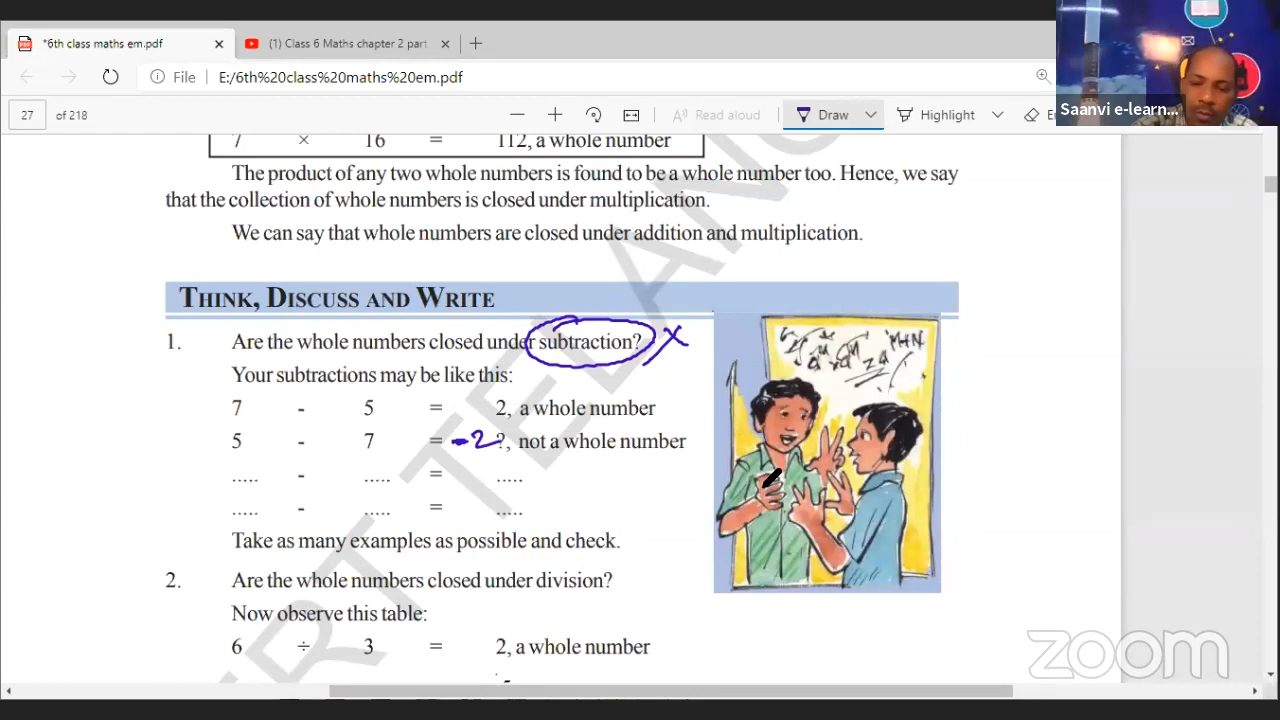 *6th class maths em.pdf
(1) Class 6 Maths chapter 2 part
File
E:/6th%20class%20maths%20em.pdf
Saanvi e-learn...
27 of 218
Read aloud
Draw
Highlight
7 × 16 = 112, a whole number
The product of any two whole numbers is found to be a whole number too. Hence, we say
that the collection of whole numbers is closed under multiplication.
We can say that whole numbers are closed under addition and multiplication.
THINK, DISCUSS AND WRITE
1. Are the whole numbers closed under subtraction? X
Your subtractions may be like this:
7 - 5 = 2, a whole number
5 - 7 = -2?, not a whole number
..... - ..... = .....
..... - ..... = .....
Take as many examples as possible and check.
2. Are the whole numbers closed under division?
Now observe this table:
6 ÷ 3 = 2, a whole number
zoom